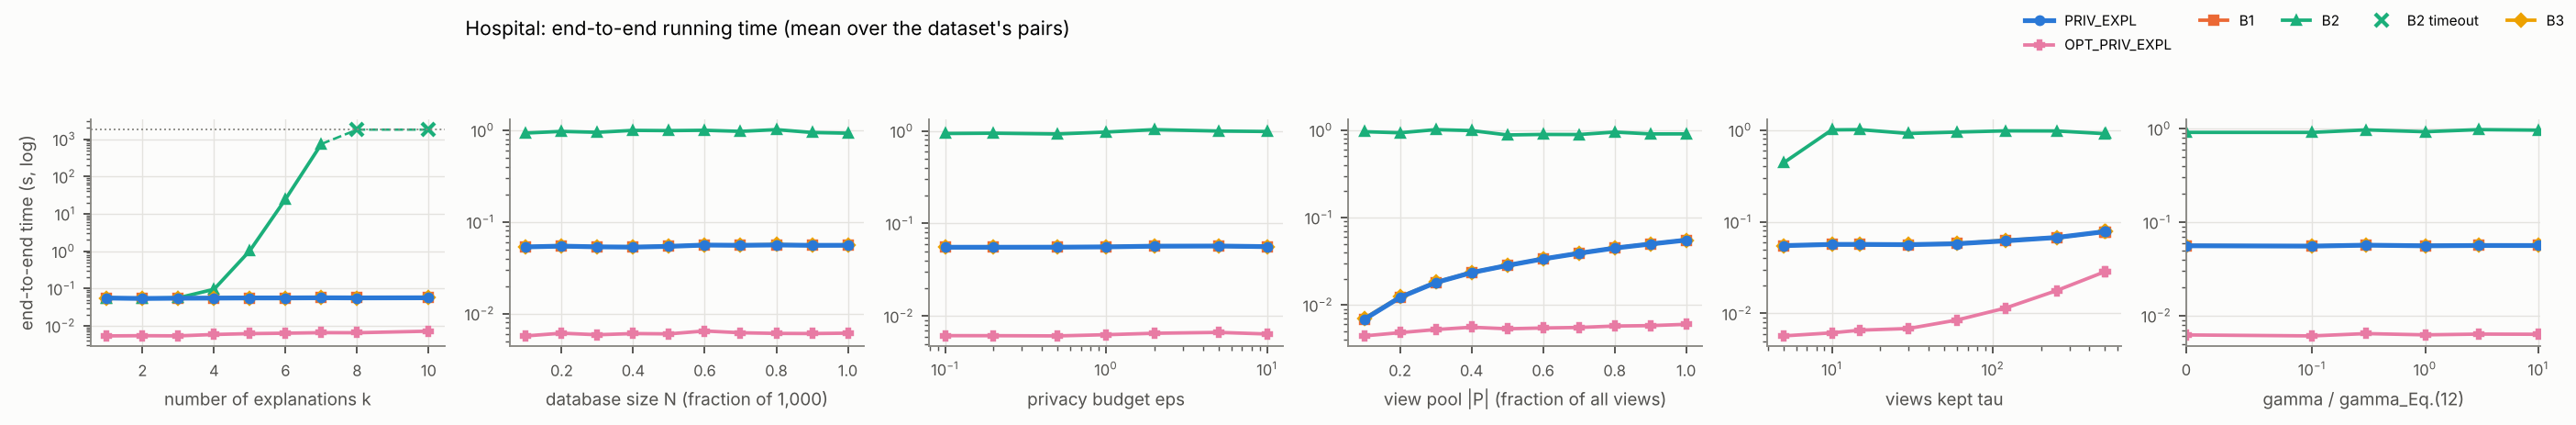 Hospital: end-to-end running time (mean over the dataset's pairs)
PRIV_EXPL B1 B2 B2 timeout B3
OPT_PRIV_EXPL
end-to-end time (s, log)
10³
10²
10¹
10⁰
10⁻¹
10⁻²
2 4 6 8 10
number of explanations k
10⁰
10⁻¹
10⁻²
0.2 0.4 0.6 0.8 1.0
database size N (fraction of 1,000)
10⁰
10⁻¹
10⁻²
10⁻¹ 10⁰ 10¹
privacy budget eps
10⁰
10⁻¹
10⁻²
0.2 0.4 0.6 0.8 1.0
view pool |P| (fraction of all views)
10⁰
10⁻¹
10⁻²
10¹ 10²
views kept tau
10⁰
10⁻¹
10⁻²
0 10⁻¹ 10⁰ 10¹
gamma / gamma_Eq.(12)